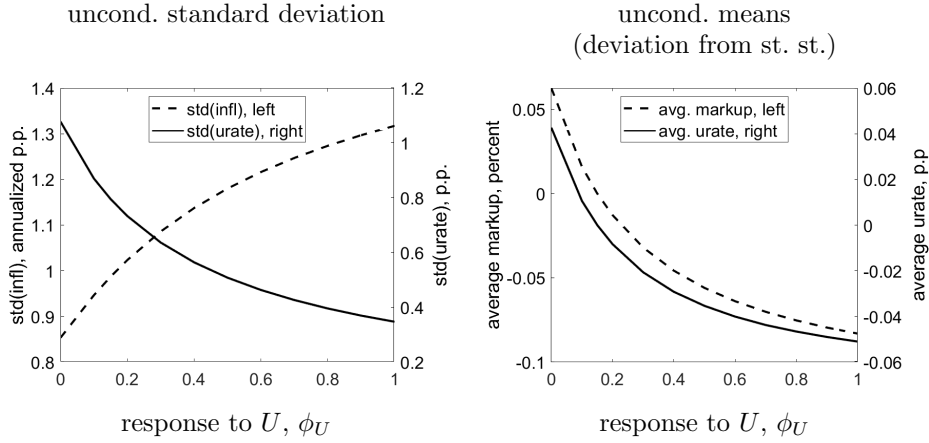 uncond. standard deviation
1.4
1.3
1.2
1.1
1
0.9
0.8
std(infl), annualized p.p.
std(infl), left
std(urate), right
1.2
1
0.8
0.6
0.4
0.2
std(urate), p.p.
0 0.2 0.4 0.6 0.8 1
response to U, ϕU
uncond. means
(deviation from st. st.)
0.05
0
-0.05
-0.1
average markup, percent
avg. markup, left
avg. urate, right
0.06
0.04
0.02
0
-0.02
-0.04
-0.06
average urate, p.p
0 0.2 0.4 0.6 0.8 1
response to U, ϕU